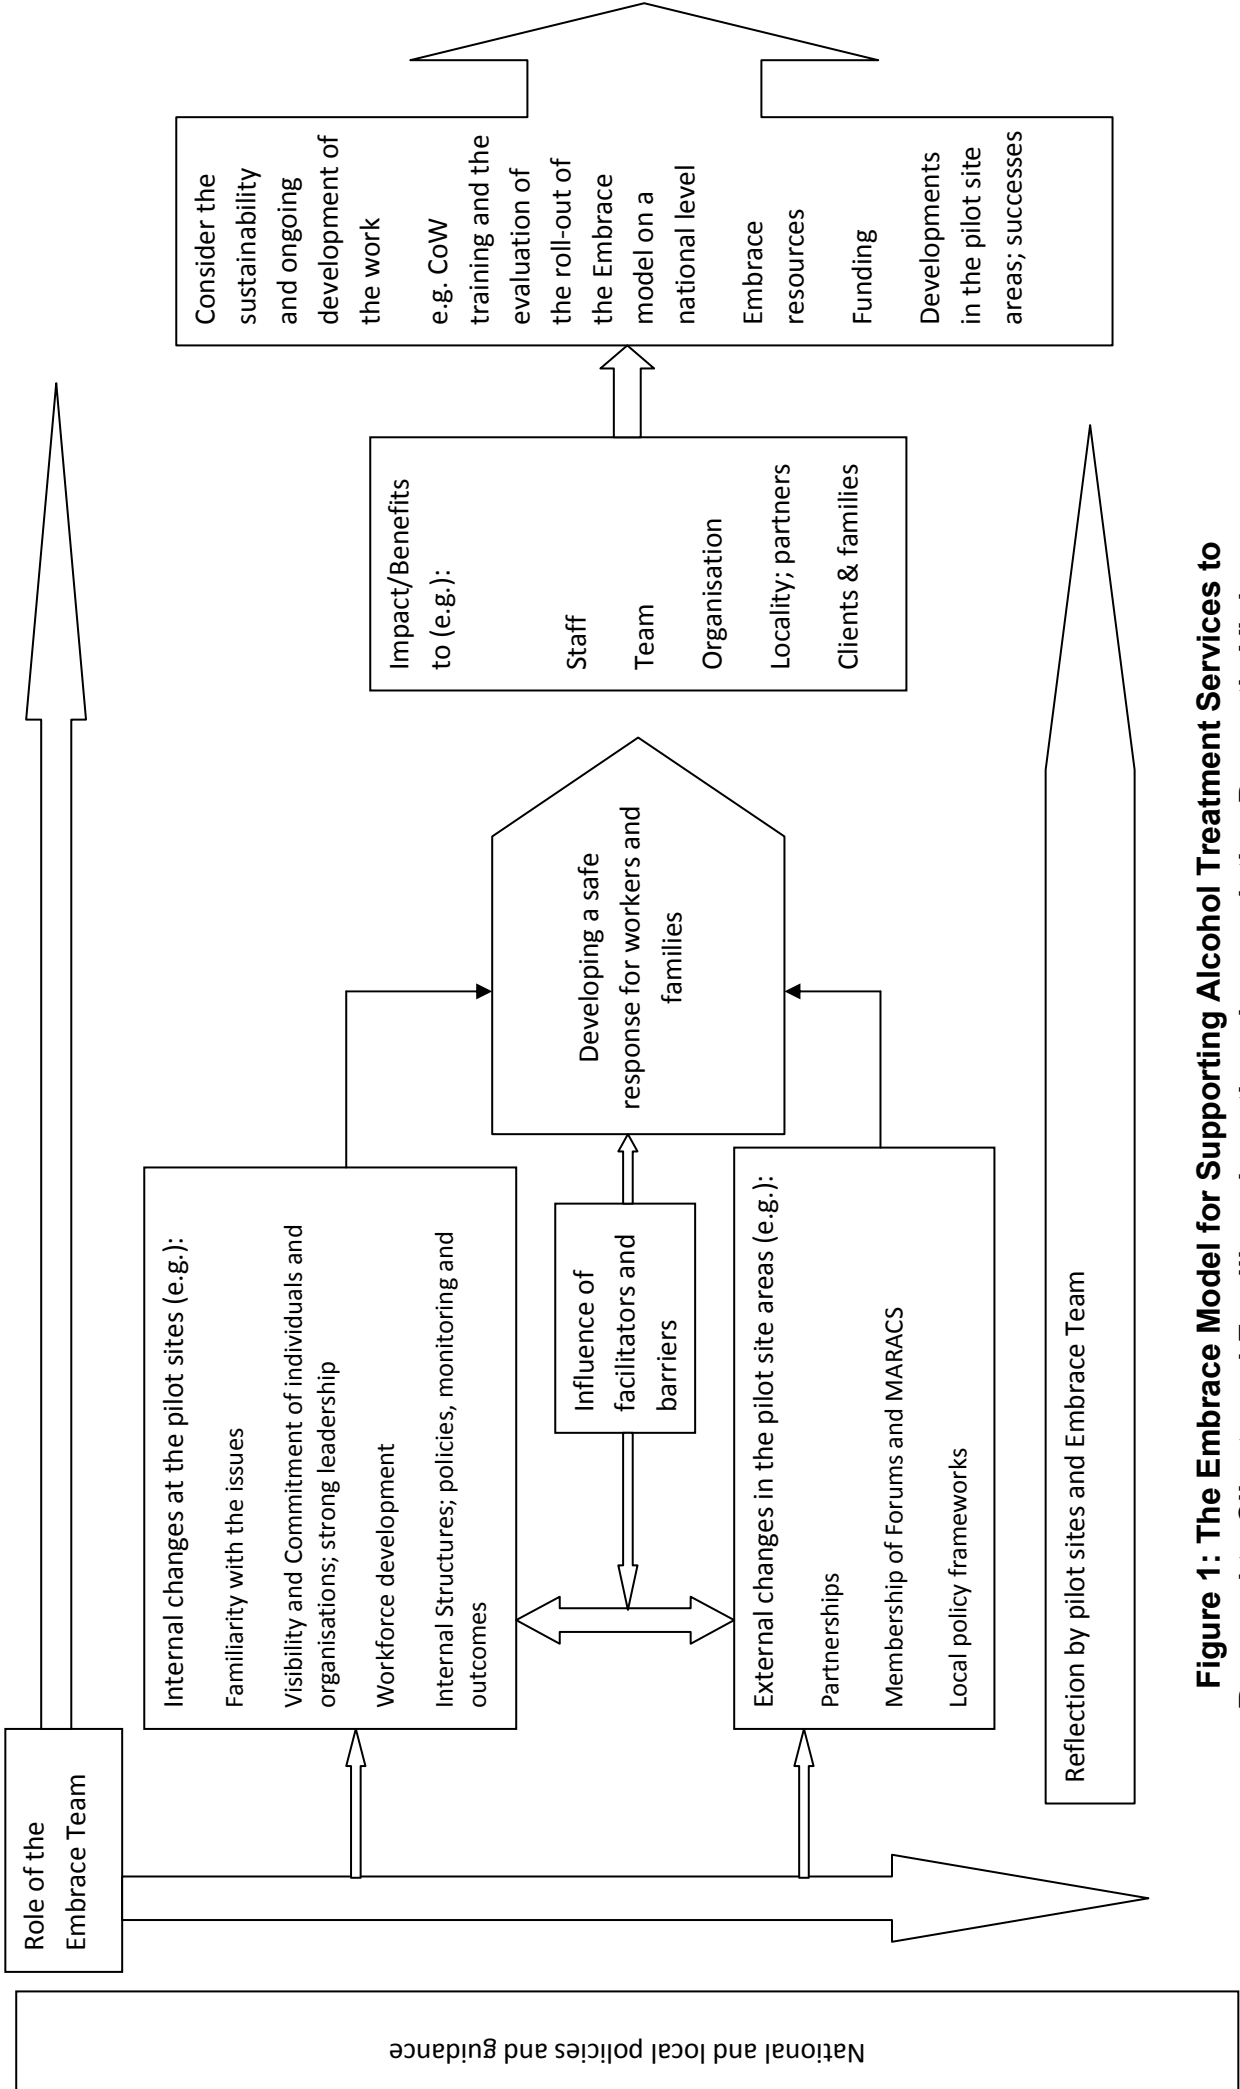 National and local policies and guidance
Role of the
Embrace Team
Internal changes at the pilot sites (e.g.):
Familiarity with the issues
Visibility and Commitment of individuals and
organisations; strong leadership
Workforce development
Internal Structures; policies, monitoring and
outcomes
Influence of
facilitators and
barriers
External changes in the pilot site areas (e.g.):
Partnerships
Membership of Forums and MARACS
Local policy frameworks
Developing a safe
response for workers and
families
Impact/Benefits
to (e.g.):
Staff
Team
Organisation
Locality; partners
Clients & families
Consider the
sustainability
and ongoing
development of
the work
e.g. CoW
training and the
evaluation of
the roll-out of
the Embrace
model on a
national level
Embrace
resources
Funding
Developments
in the pilot site
areas; successes
Reflection by pilot sites and Embrace Team
Figure 1: The Embrace Model for Supporting Alcohol Treatment Services to